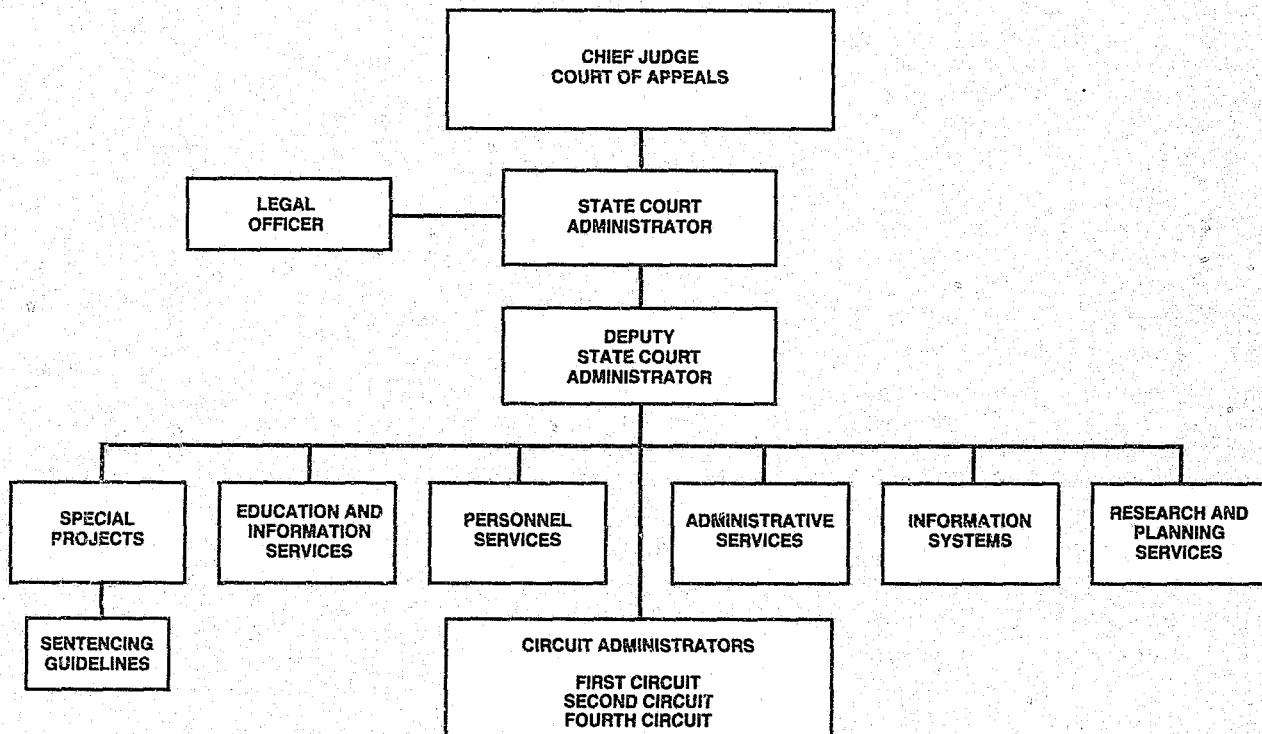 CHIEF JUDGE
COURT OF APPEALS
LEGAL
OFFICER
STATE COURT
ADMINISTRATOR
DEPUTY
STATE COURT
ADMINISTRATOR
SPECIAL
PROJECTS
EDUCATION AND
INFORMATION
SERVICES
PERSONNEL
SERVICES
ADMINISTRATIVE
SERVICES
INFORMATION
SYSTEMS
RESEARCH AND
PLANNING
SERVICES
SENTENCING
GUIDELINES
CIRCUIT ADMINISTRATORS
FIRST CIRCUIT
SECOND CIRCUIT
FOURTH CIRCUIT